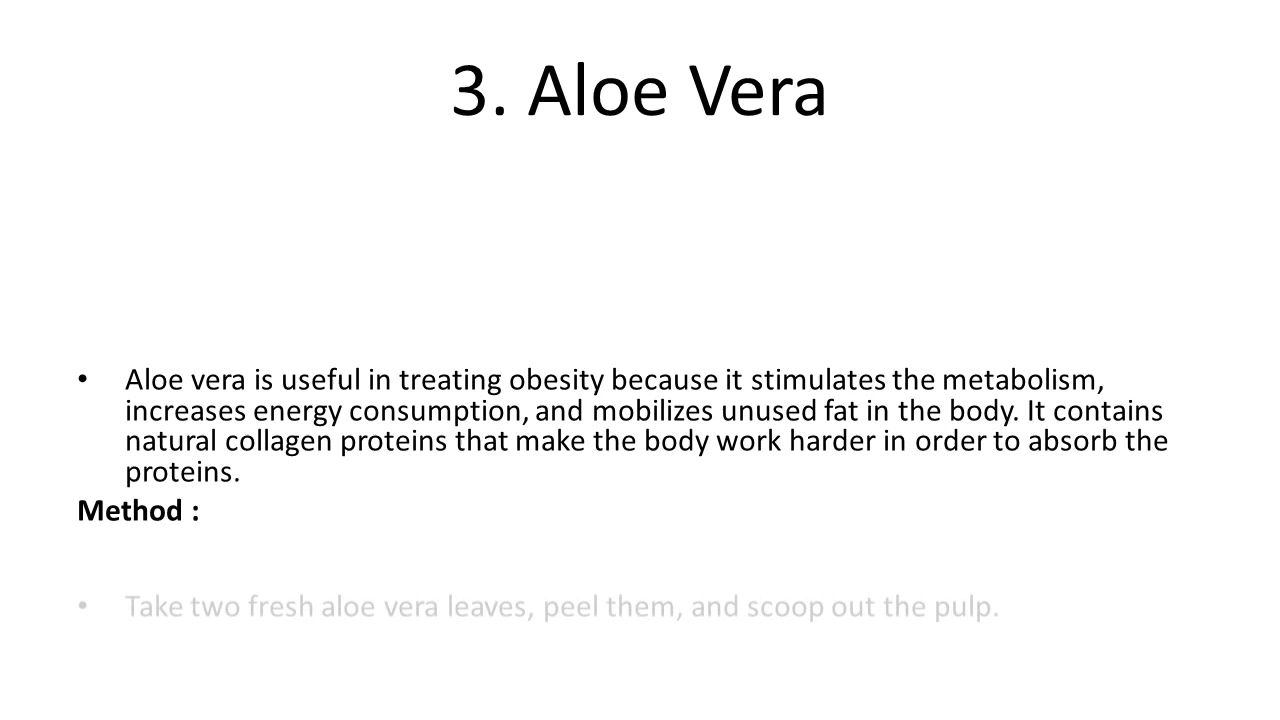 3. Aloe Vera
• Aloe vera is useful in treating obesity because it stimulates the metabolism,
increases energy consumption, and mobilizes unused fat in the body. It contains
natural collagen proteins that make the body work harder in order to absorb the
proteins.
Method :
• Take two fresh aloe vera leaves, peel them, and scoop out the pulp.